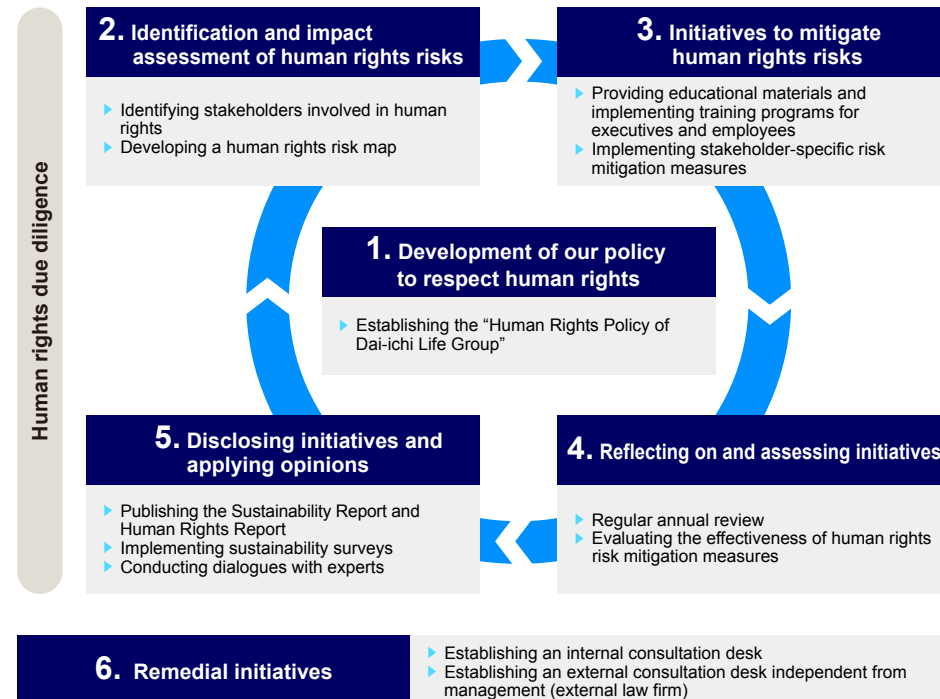 Human rights due diligence
2. Identification and impact
assessment of human rights risks
Identifying stakeholders involved in human
rights
Developing a human rights risk map
3. Initiatives to mitigate
human rights risks
Providing educational materials and
implementing training programs for
executives and employees
Implementing stakeholder-specific risk
mitigation measures
1. Development of our policy
to respect human rights
Establishing the “Human Rights Policy of
Dai-ichi Life Group”
5. Disclosing initiatives and
applying opinions
Publishing the Sustainability Report and
Human Rights Report
Implementing sustainability surveys
Conducting dialogues with experts
4. Reflecting on and assessing initiatives
Regular annual review
Evaluating the effectiveness of human rights
risk mitigation measures
6. Remedial initiatives
Establishing an internal consultation desk
Establishing an external consultation desk independent from
management (external law firm)